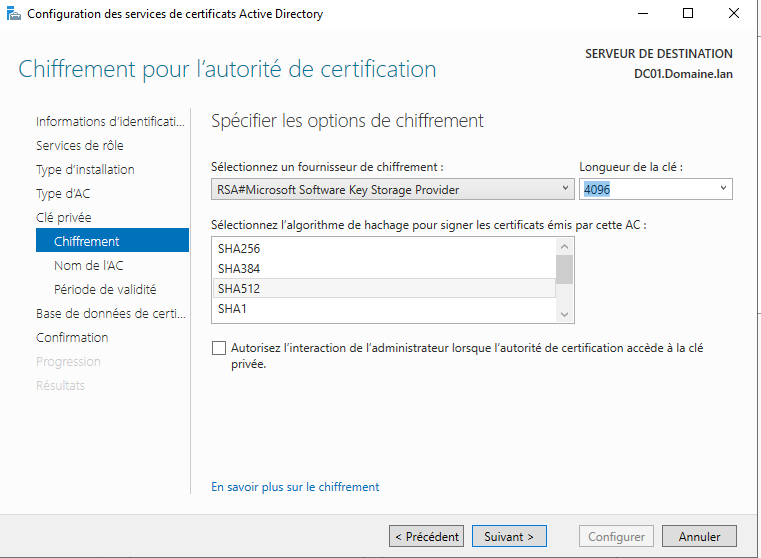 Configuration des services de certificats Active Directory
Chiffrement pour l’autorité de certification
SERVEUR DE DESTINATION
DC01.Domaine.lan
Informations d’identificati...
Services de rôle
Type d’installation
Type d’AC
Clé privée
Chiffrement
Nom de l’AC
Période de validité
Base de données de certi...
Confirmation
Progression
Résultats
Spécifier les options de chiffrement
Sélectionnez un fournisseur de chiffrement :
Longueur de la clé :
RSA#Microsoft Software Key Storage Provider
4096
Sélectionnez l’algorithme de hachage pour signer les certificats émis par cette AC :
SHA256
SHA384
SHA512
SHA1
Autorisez l’interaction de l’administrateur lorsque l’autorité de certification accède à la clé
privée.
En savoir plus sur le chiffrement
< Précédent
Suivant >
Configurer
Annuler